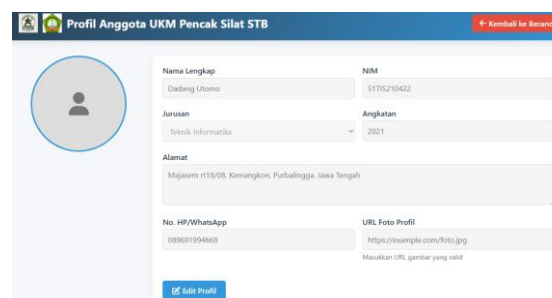 Profil Anggota UKM Pencak Silat STB
← Kembali ke Beranda
Nama Lengkap NIM
Dadang Utomo STTIS210422
Jurusan Angkatan
Teknik Informatika 2021
Alamat
Majasem rt18/08, Kemangkon, Purbalingga, Jawa Tengah
No. HP/WhatsApp URL Foto Profil
089691994668 https://example.com/foto.jpg
Masukkan URL gambar yang valid
Edit Profil